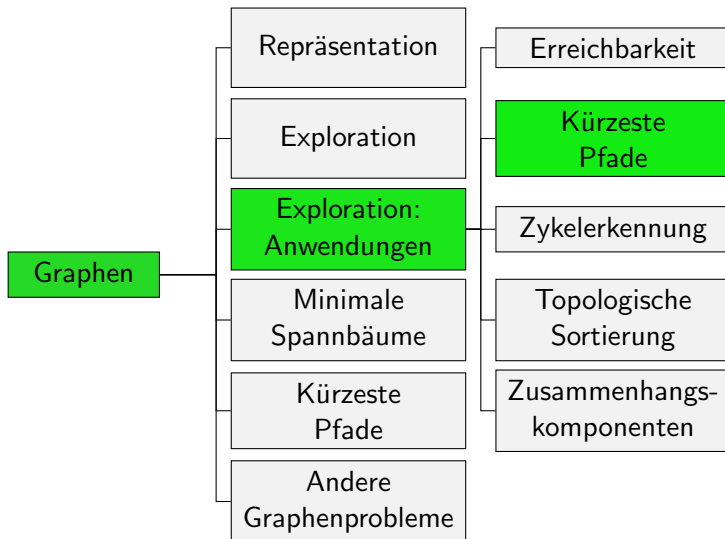 Graphen
Repräsentation
Exploration
Exploration:
Anwendungen
Minimale
Spannbäume
Kürzeste
Pfade
Andere
Graphenprobleme
Erreichbarkeit
Kürzeste
Pfade
Zykelerkennung
Topologische
Sortierung
Zusammenhangs-
komponenten